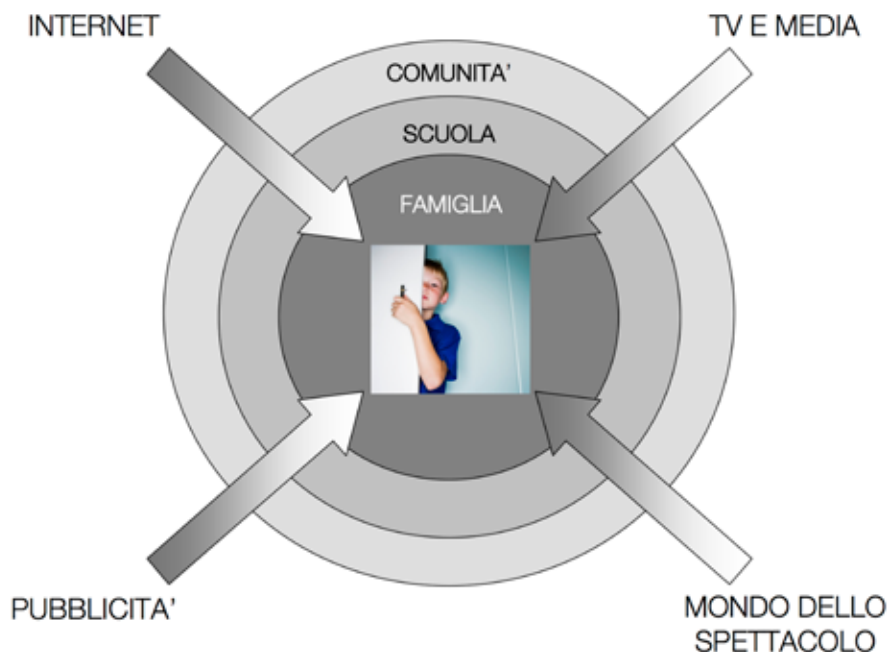 INTERNET
TV E MEDIA
COMUNITA'
SCUOLA
FAMIGLIA
PUBBLICITA'
MONDO DELLO
SPETTACOLO